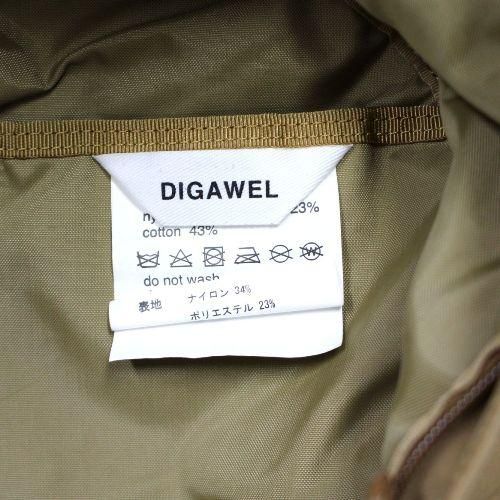 DIGAWEL
23%
cotton 43%
do not wash
表地 ナイロン 34%
ポリエステル 23%